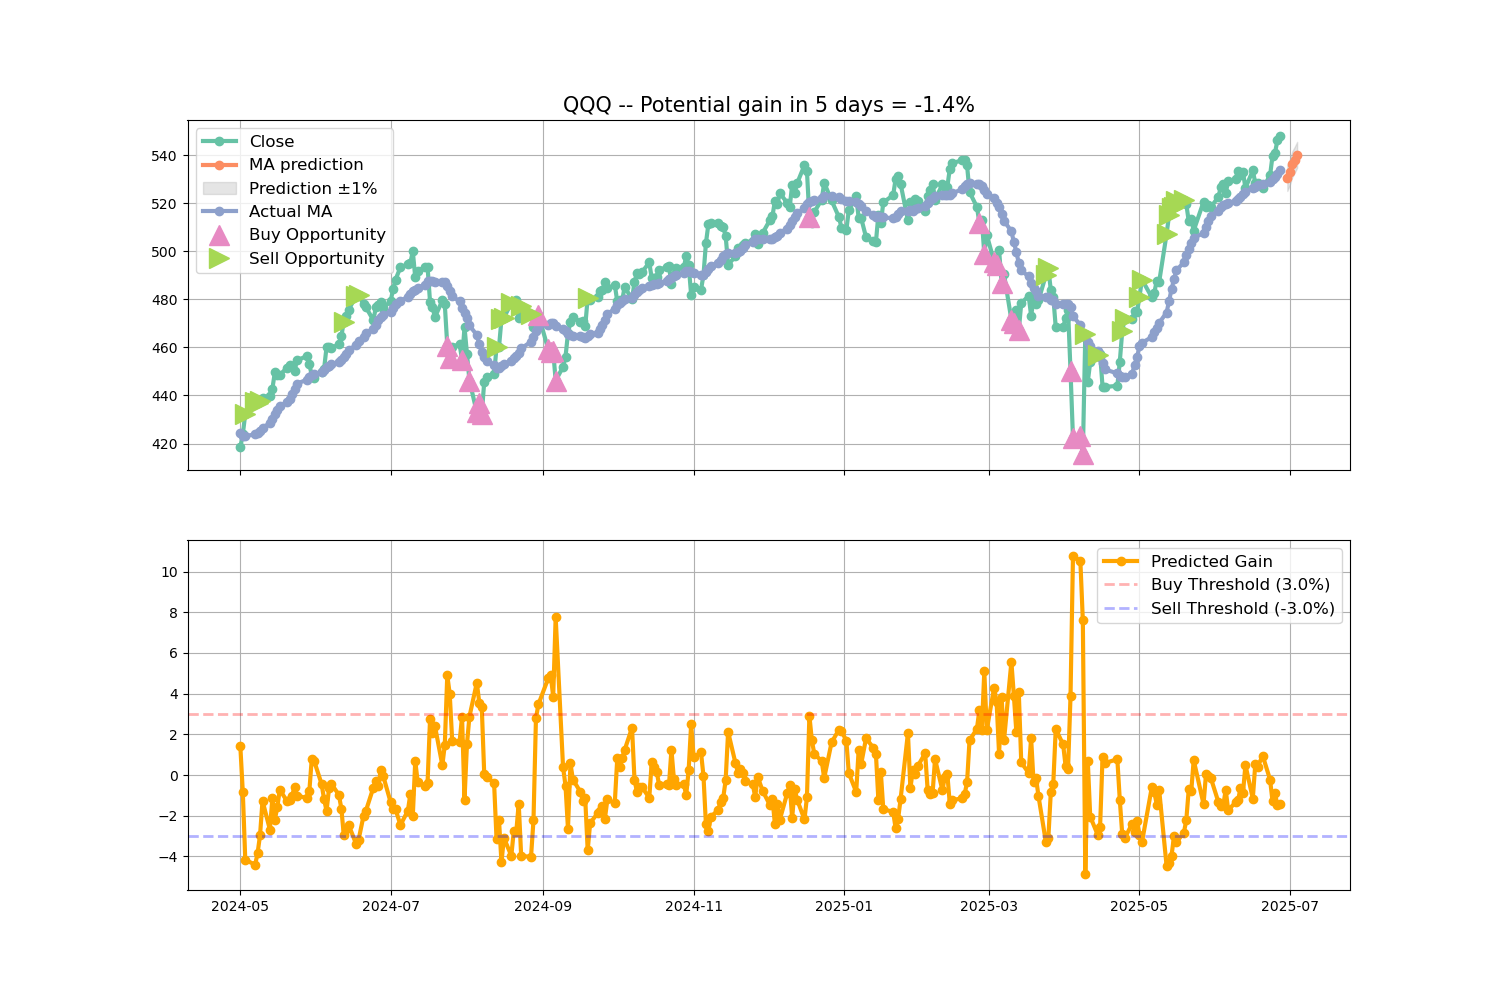 QQQ -- Potential gain in 5 days = -1.4%
Close
MA prediction
Prediction ±1%
Actual MA
Buy Opportunity
Sell Opportunity
540
520
500
480
460
440
420
Predicted Gain
Buy Threshold (3.0%)
Sell Threshold (-3.0%)
10
8
6
4
2
0
−2
−4
2024-05
2024-07
2024-09
2024-11
2025-01
2025-03
2025-05
2025-07